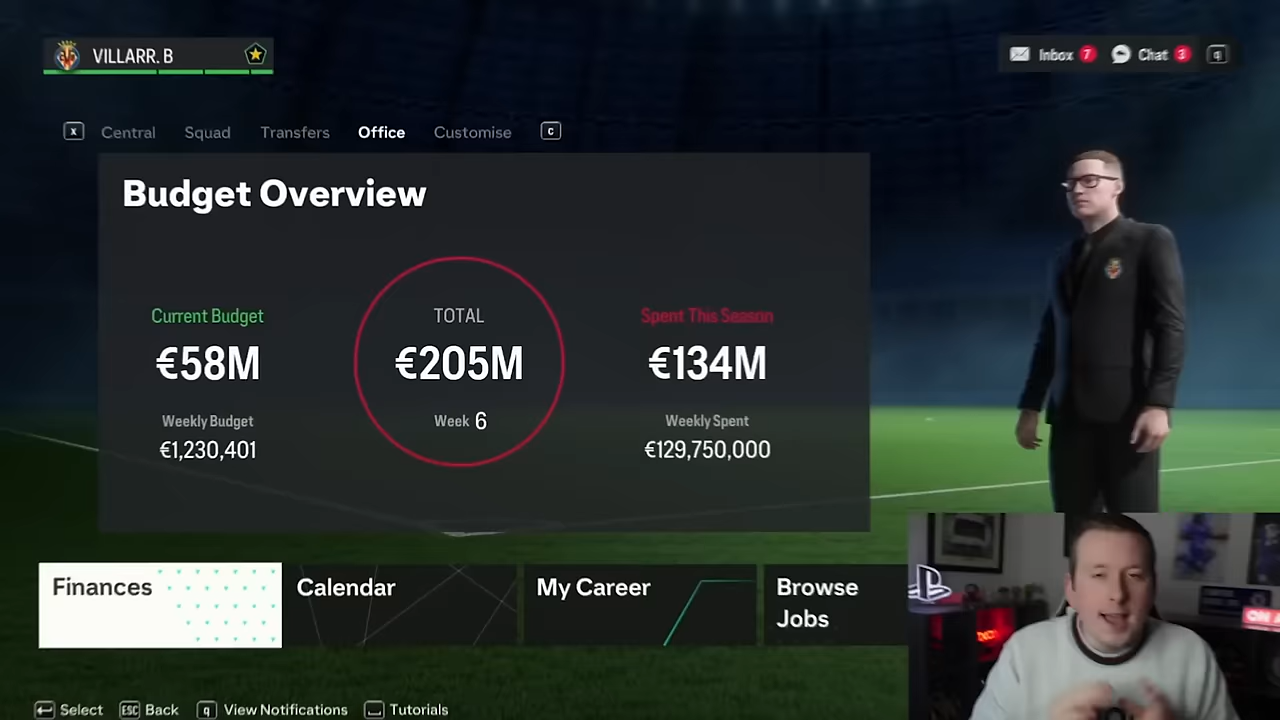 VILLARR. B
Inbox 7 Chat 3 q
x Central Squad Transfers Office Customise c
Budget Overview
Current Budget
€58M
Weekly Budget
€1,230,401
TOTAL
€205M
Week 6
Spent This Season
€134M
Weekly Spent
€129,750,000
Finances
Calendar
My Career
Browse
Jobs
ON A
Select ESC Back q View Notifications Tutorials